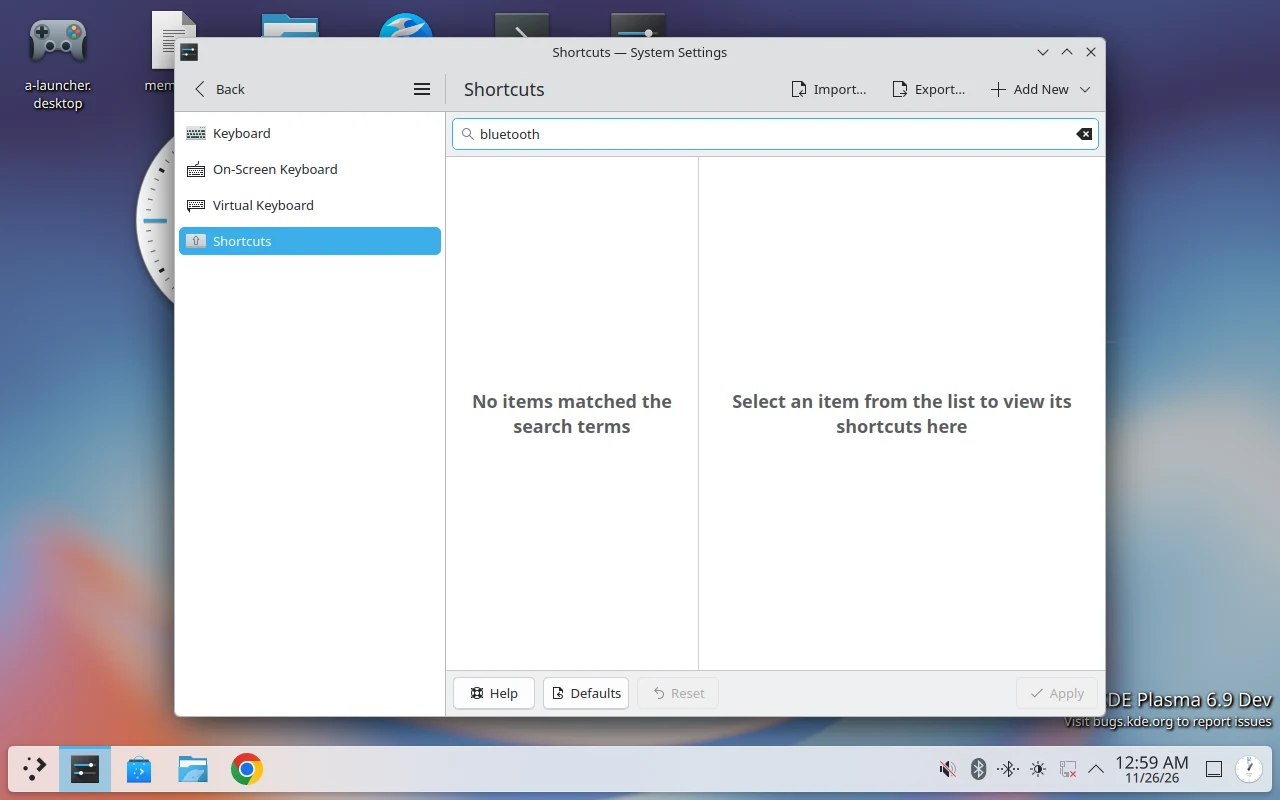 a-launcher.
desktop
mem
Shortcuts — System Settings
Back
Shortcuts
Import...
Export...
Add New
Keyboard
On-Screen Keyboard
Virtual Keyboard
Shortcuts
bluetooth
No items matched the
search terms
Select an item from the list to view its
shortcuts here
Help
Defaults
Reset
Apply
DE Plasma 6.9 Dev
Visit bugs.kde.org to report issues
12:59 AM
11/26/26